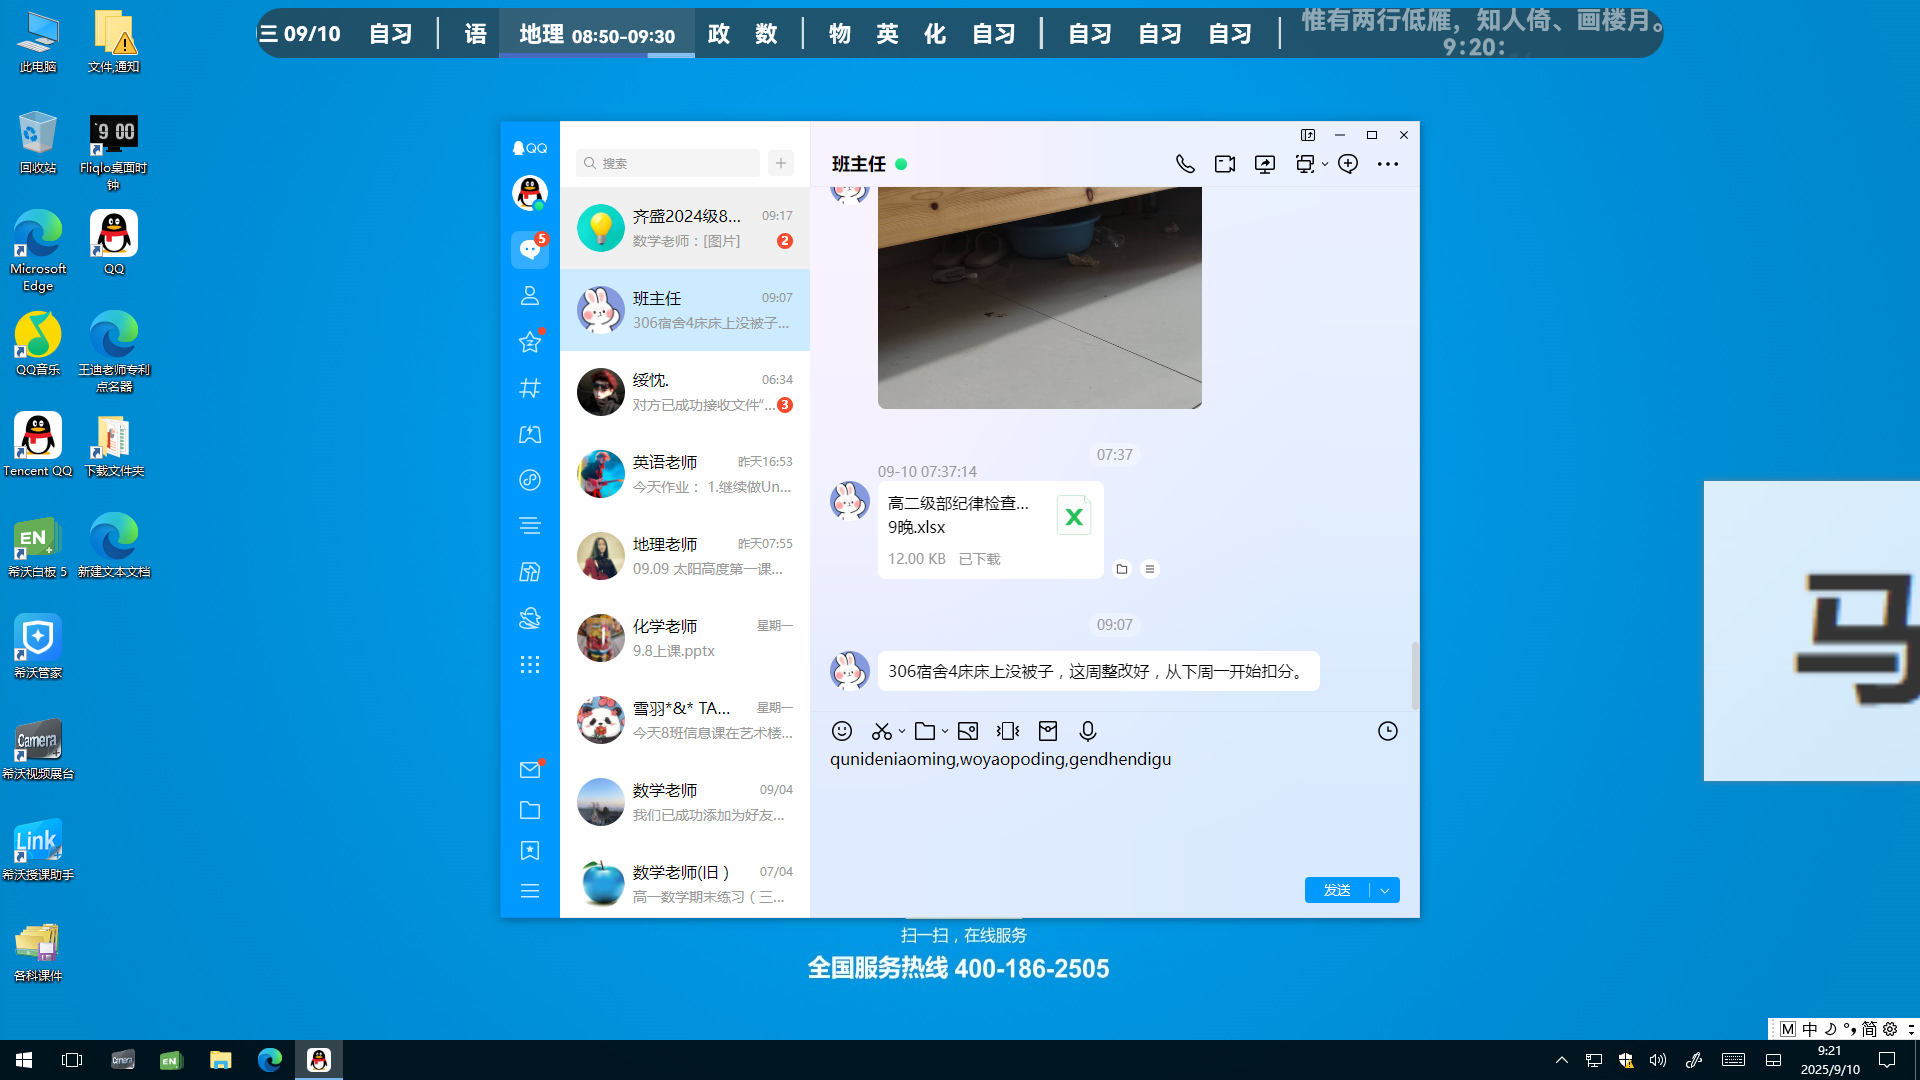 三 09/10 自习 语 地理 08:50-09:30 政 数 物 英 化 自习 自习 自习 自习
惟有两行低雁，知人倚、画楼月。
9:20:
此电脑
文件,通知
回收站
Fliqlo桌面时钟
Microsoft Edge
QQ
QQ音乐
王迪老师专利点名器
Tencent QQ
下载文件夹
希沃白板 5
新建文本文档
希沃管家
希沃视频展台
希沃授课助手
各科课件
QQ
5
搜索
齐盛2024级8... 09:17
数学老师：[图片] 2
班主任 09:07
306宿舍4床床上没被子...
绥忱. 06:34
对方已成功接收文件“... 3
英语老师 昨天16:53
今天作业： 1.继续做Un...
地理老师 昨天07:55
09.09 太阳高度第一课...
化学老师 星期一
9.8上课.pptx
雪羽*&* TA... 星期一
今天8班信息课在艺术楼...
数学老师 09/04
我们已成功添加为好友...
数学老师(旧） 07/04
高一数学期末练习（三...
班主任
07:37
09-10 07:37:14
高二级部纪律检查...
9晚.xlsx
12.00 KB 已下载
09:07
306宿舍4床床上没被子，这周整改好，从下周一开始扣分。
qunideniaoming,woyaopoding,gendhendigu
发送
扫一扫，在线服务
全国服务热线 400-186-2505
马
M 中 简
9:21
2025/9/10